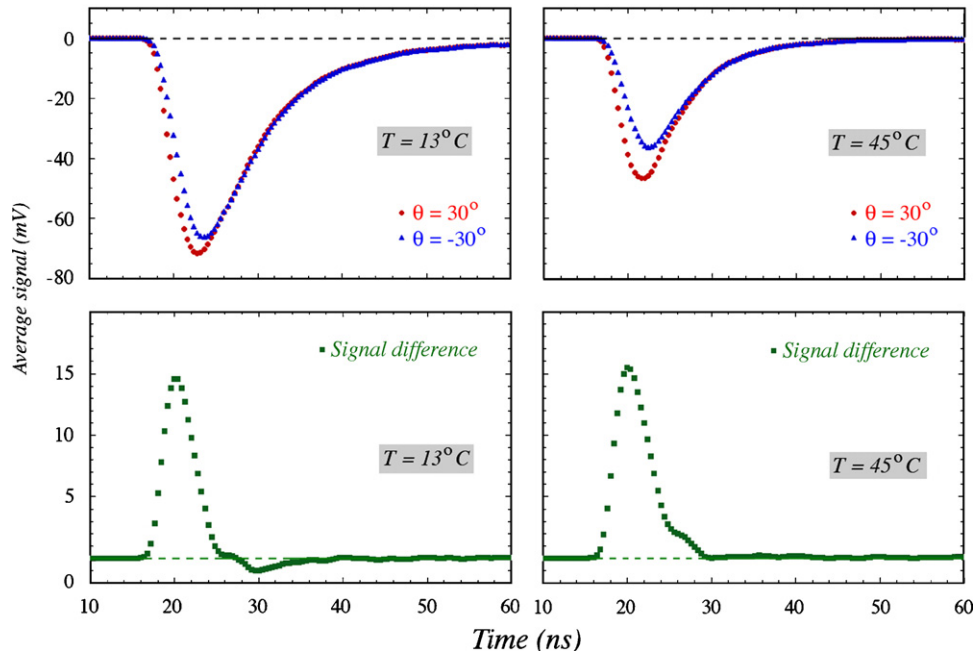 0
-20
-40
-60
-80
T = 13°C
θ = 30°
θ = -30°
T = 45°C
θ = 30°
θ = -30°
Average signal (mV)
15
10
5
0
Signal difference
T = 13°C
Signal difference
T = 45°C
10 20 30 40 50 60
10 20 30 40 50 60
Time (ns)